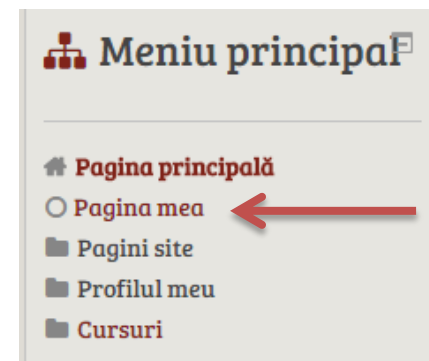 Meniu principal
Pagina principală
Pagina mea
Pagini site
Profilul meu
Cursuri